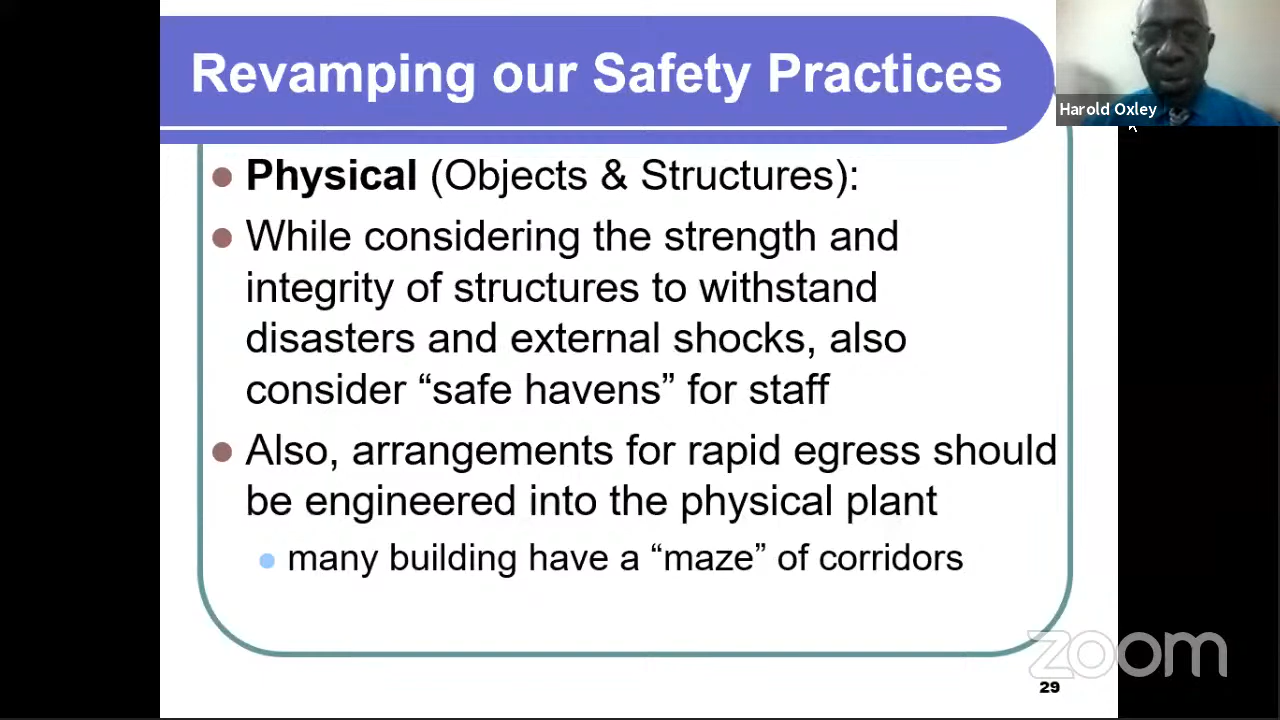 Revamping our Safety Practices
Harold Oxley
Physical (Objects & Structures):
While considering the strength and
integrity of structures to withstand
disasters and external shocks, also
consider “safe havens” for staff
Also, arrangements for rapid egress should
be engineered into the physical plant
many building have a “maze” of corridors
zoom
29